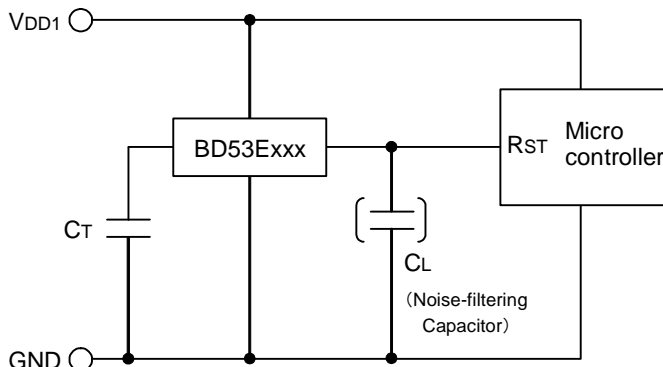 VDD1
BD53Exxx
RST
Micro
controller
CT
CL
(Noise-filtering
Capacitor)
GND